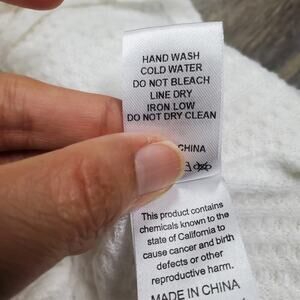 HAND WASH
COLD WATER
DO NOT BLEACH
LINE DRY
IRON LOW
DO NOT DRY CLEAN
CHINA
This product contains
chemicals known to the
state of California to
cause cancer and birth
defects or other
reproductive harm.
MADE IN CHINA